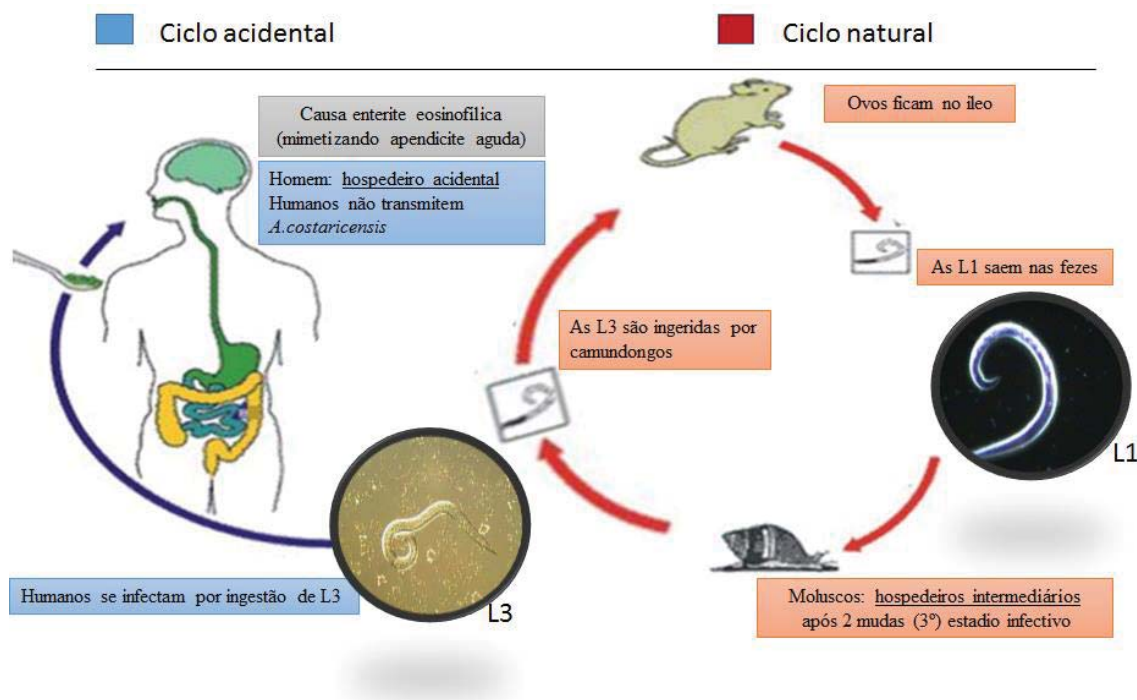 Ciclo acidental
Ciclo natural
Causa enterite eosinofílica
(mimetizando apendicite aguda)
Homem: hospedeiro acidental
Humanos não transmitem
A.costaricensis
Ovos ficam no íleo
As L1 saem nas fezes
As L3 são ingeridas por
camundongos
L1
Humanos se infectam por ingestão de L3
L3
Moluscos: hospedeiros intermediários
após 2 mudas (3º) estadio infectivo